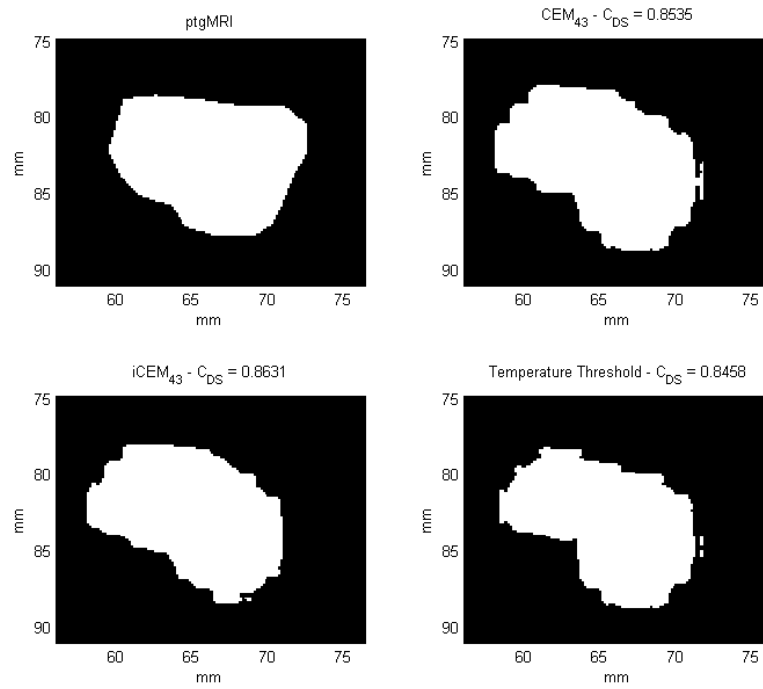 ptgMRI
75
80
85
90
mm
60 65 70 75
mm
CEM43 - CDS = 0.8535
75
80
85
90
mm
60 65 70 75
mm
iCEM43 - CDS = 0.8631
75
80
85
90
mm
60 65 70 75
mm
Temperature Threshold - CDS = 0.8458
75
80
85
90
mm
60 65 70 75
mm